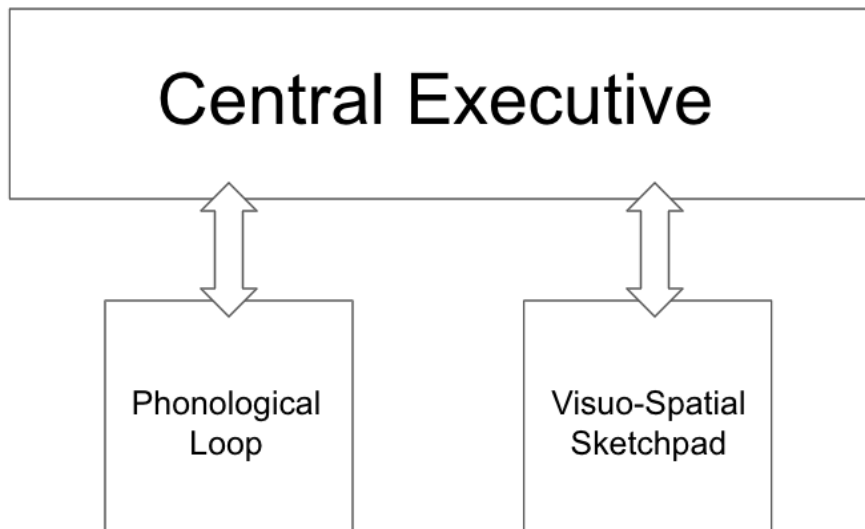 Central Executive
Phonological
Loop
Visuo-Spatial
Sketchpad